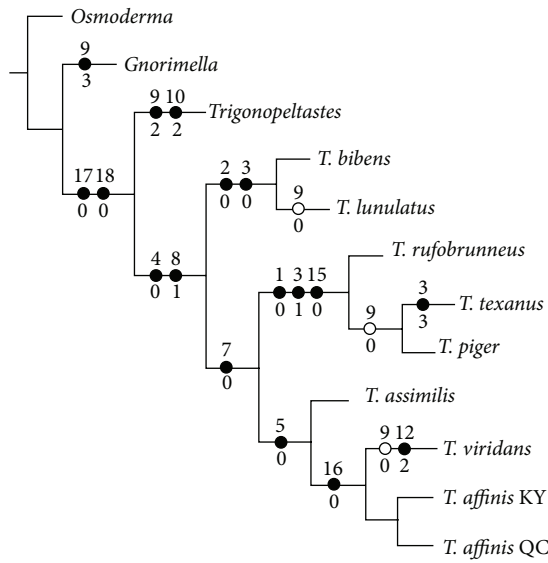 Osmoderma
9
Gnorimella
3
9 10
Trigonopeltastes
2 2
17 18
0 0
2 3
T. bibens
0 0
9
T. lunulatus
0
4 8
0 1
T. rufobrunneus
1 3 15
0 1 0
3
T. texanus
3
9
0
T. piger
7
0
T. assimilis
5
0
9 12
T. viridans
0 2
16
0
T. affinis KY
T. affinis QC